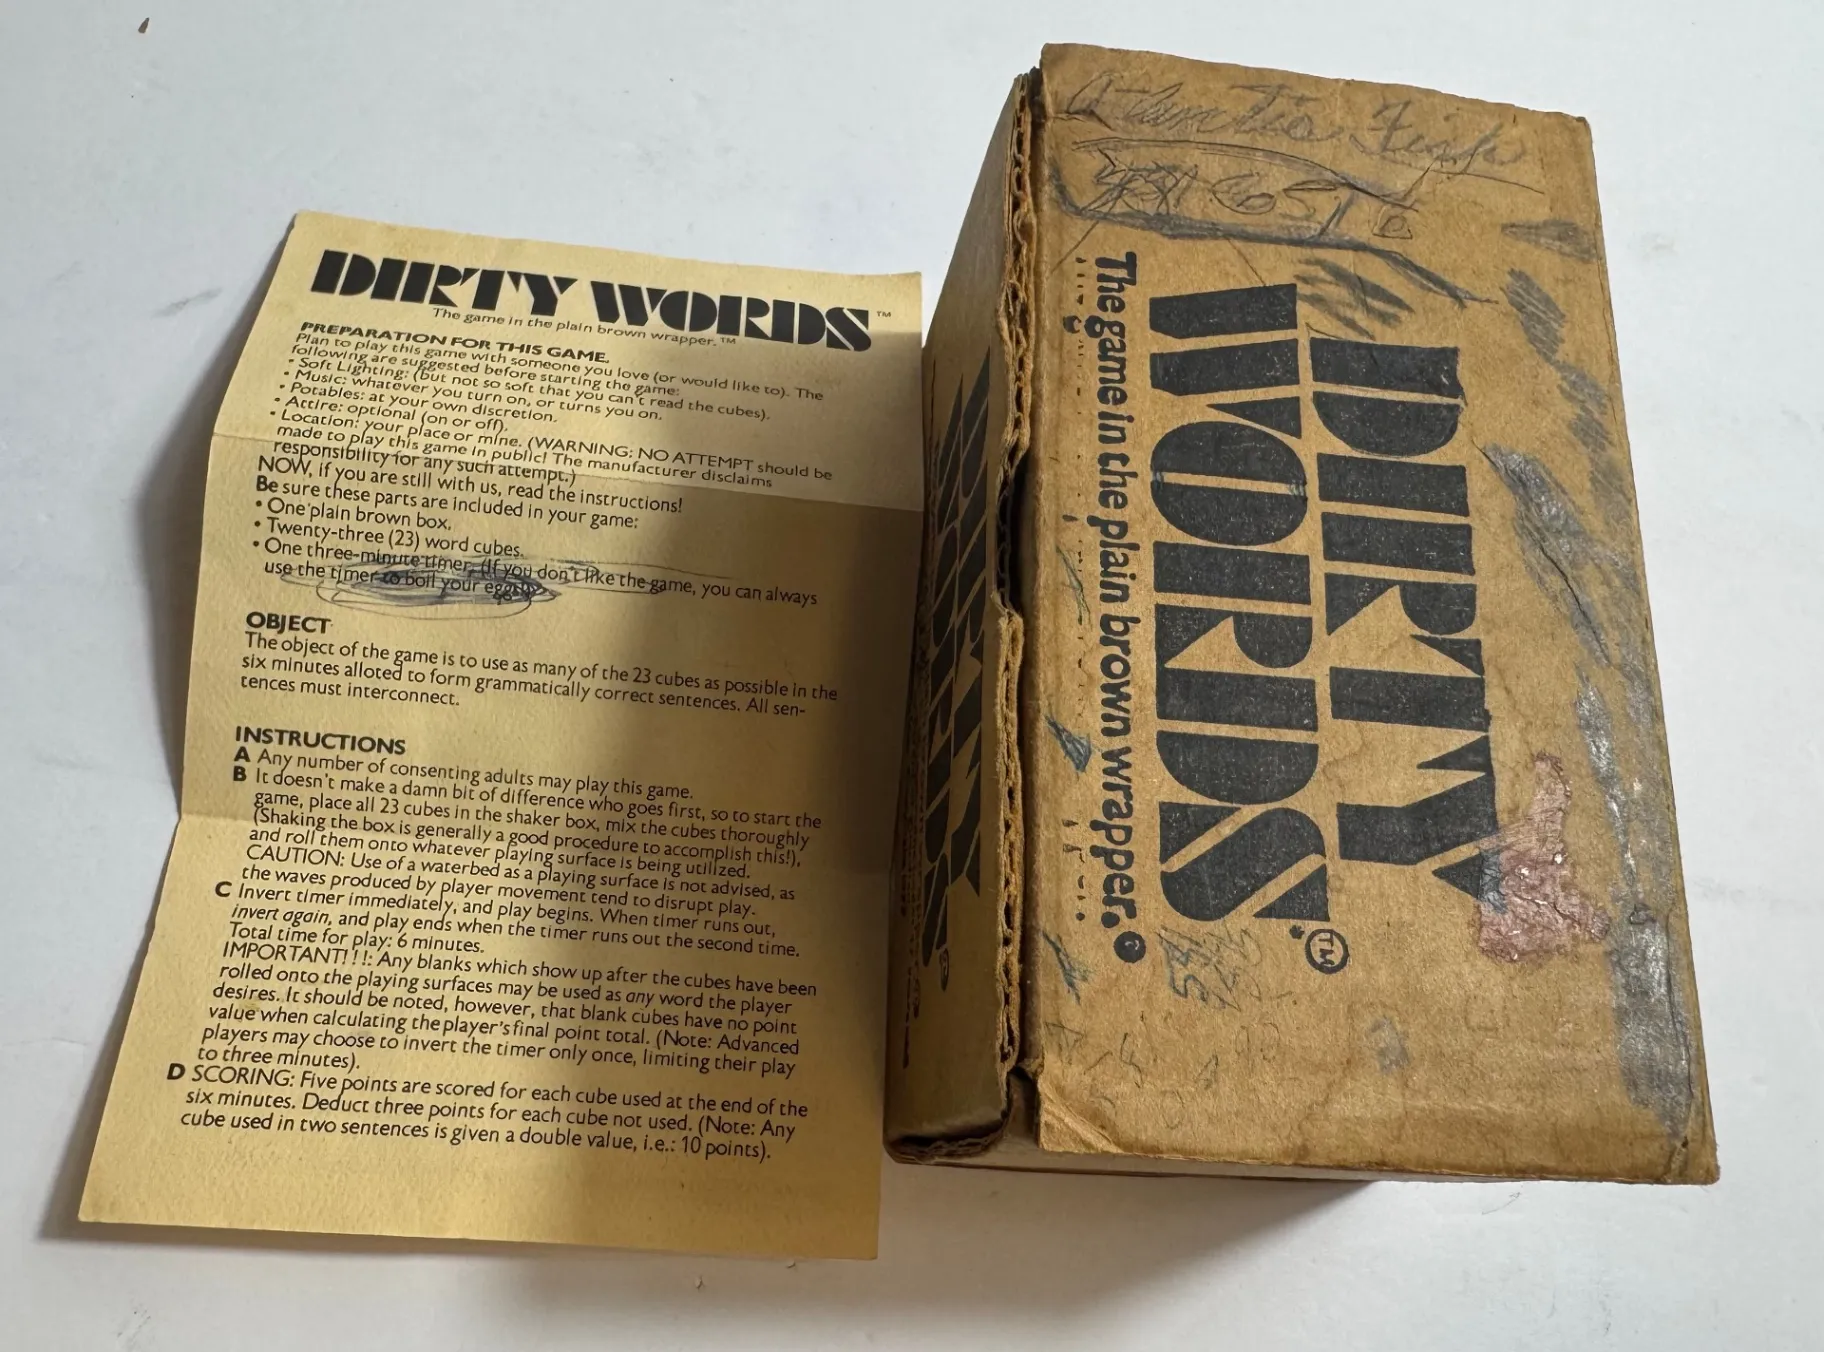 DIRTY WORDS™
The game in the plain brown wrapper.™
PREPARATION FOR THIS GAME.
Plan to play this game with someone you love (or would like to). The
following are suggested before starting the game:
• Soft Lighting: (but not so soft that you can't read the cubes).
• Music: whatever you turn on, or turns you on.
• Potables: at your own discretion.
• Attire: optional (on or off).
• Location: your place or mine. (WARNING: NO ATTEMPT should be
made to play this game in public! The manufacturer disclaims
responsibility for any such attempt.)
NOW, if you are still with us, read the instructions!
Be sure these parts are included in your game:
• One plain brown box.
• Twenty-three (23) word cubes.
• One three-minute timer. (If you don't like the game, you can always
use the timer to boil your eggs!)
OBJECT
The object of the game is to use as many of the 23 cubes as possible in the
six minutes alloted to form grammatically correct sentences. All sen-
tences must interconnect.
INSTRUCTIONS
A Any number of consenting adults may play this game.
B It doesn't make a damn bit of difference who goes first, so to start the
game, place all 23 cubes in the shaker box, mix the cubes thoroughly
(Shaking the box is generally a good procedure to accomplish this!),
and roll them onto whatever playing surface is being utilized.
CAUTION: Use of a waterbed as a playing surface is not advised, as
the waves produced by player movement tend to disrupt play.
C Invert timer immediately, and play begins. When timer runs out,
invert again, and play ends when the timer runs out the second time.
Total time for play: 6 minutes.
IMPORTANT!!!: Any blanks which show up after the cubes have been
rolled onto the playing surfaces may be used as any word the player
desires. It should be noted, however, that blank cubes have no point
value when calculating the player's final point total. (Note: Advanced
players may choose to invert the timer only once, limiting their play
to three minutes).
D SCORING: Five points are scored for each cube used at the end of the
six minutes. Deduct three points for each cube not used. (Note: Any
cube used in two sentences is given a double value, i.e.: 10 points).
DIRTY
WORDS™
The game in the plain brown wrapper.©